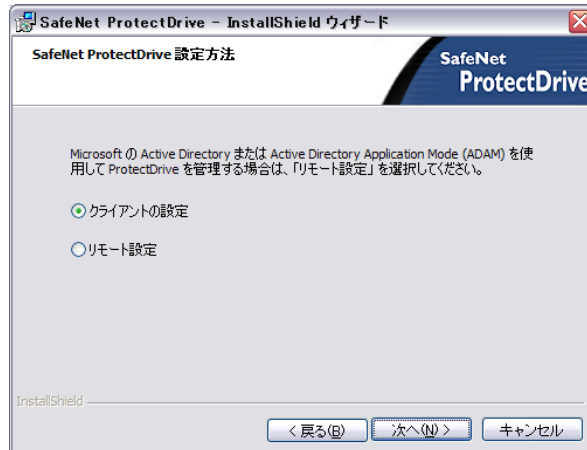 SafeNet ProtectDrive - InstallShield ウィザード
SafeNet ProtectDrive 設定方法
SafeNet
ProtectDrive
Microsoft の Active Directory または Active Directory Application Mode (ADAM) を使
用して ProtectDrive を管理する場合は、「リモート設定」を選択してください。
クライアントの設定
リモート設定
InstallShield
< 戻る(B)
次へ(N) >
キャンセル